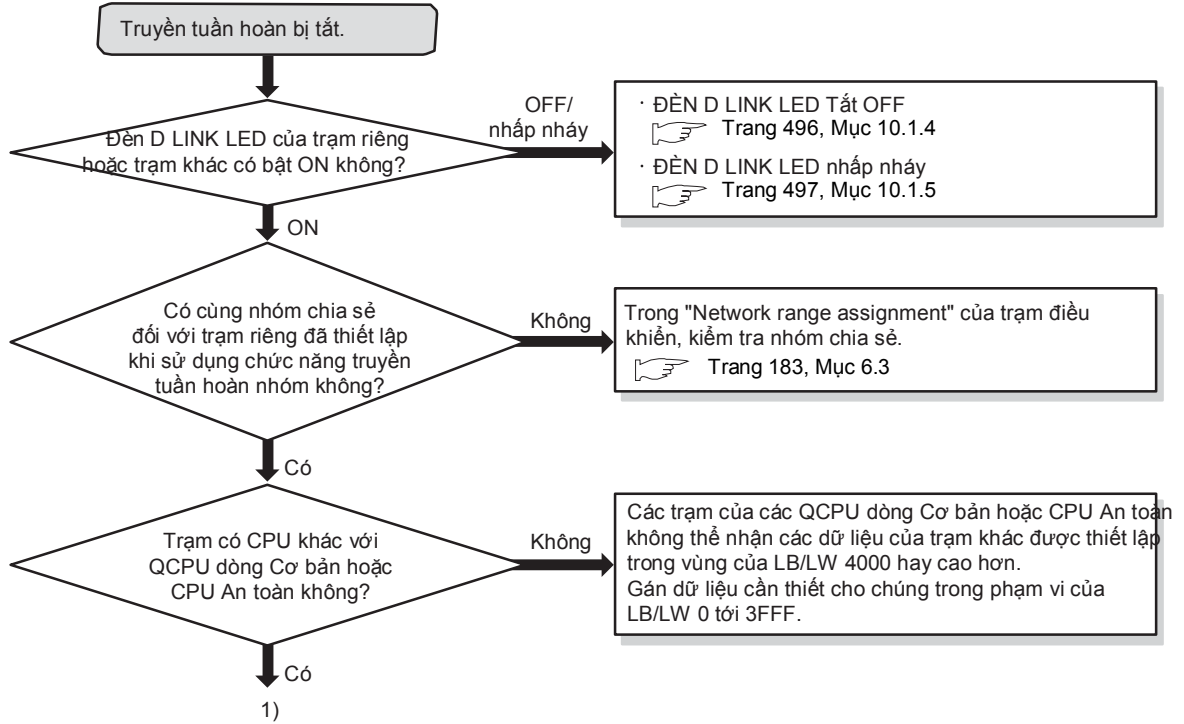 Truyền tuần hoàn bị tắt.
Đèn D LINK LED của trạm riêng
hoặc trạm khác có bật ON không?
OFF/
nhấp nháy
· ĐÈN D LINK LED Tắt OFF
Trang 496, Mục 10.1.4
· ĐÈN D LINK LED nhấp nháy
Trang 497, Mục 10.1.5
ON
Có cùng nhóm chia sẻ
đối với trạm riêng đã thiết lập
khi sử dụng chức năng truyền
tuần hoàn nhóm không?
Không
Trong "Network range assignment" của trạm điều
khiển, kiểm tra nhóm chia sẻ.
Trang 183, Mục 6.3
Có
Trạm có CPU khác với
QCPU dòng Cơ bản hoặc
CPU An toàn không?
Không
Các trạm của các QCPU dòng Cơ bản hoặc CPU An toàn
không thể nhận các dữ liệu của trạm khác được thiết lập
trong vùng của LB/LW 4000 hay cao hơn.
Gán dữ liệu cần thiết cho chúng trong phạm vi của
LB/LW 0 tới 3FFF.
Có
1)